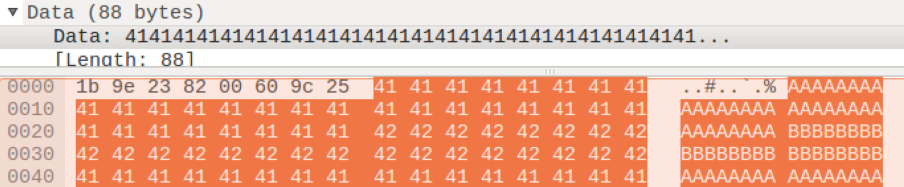 Data (88 bytes)
Data: 414141414141414141414141414141414141414141414141...
[Length: 88]
0000 1b 9e 23 82 00 60 9c 25 41 41 41 41 41 41 41 41 ..#..`.% AAAAAAAA
0010 41 41 41 41 41 41 41 41 41 41 41 41 41 41 41 41 AAAAAAAA AAAAAAAA
0020 41 41 41 41 41 41 41 41 42 42 42 42 42 42 42 42 AAAAAAAA BBBBBBBB
0030 42 42 42 42 42 42 42 42 42 42 42 42 42 42 42 42 BBBBBBBB BBBBBBBB
0040 41 41 41 41 41 41 41 41 41 41 41 41 41 41 41 41 AAAAAAAA AAAAAAAA